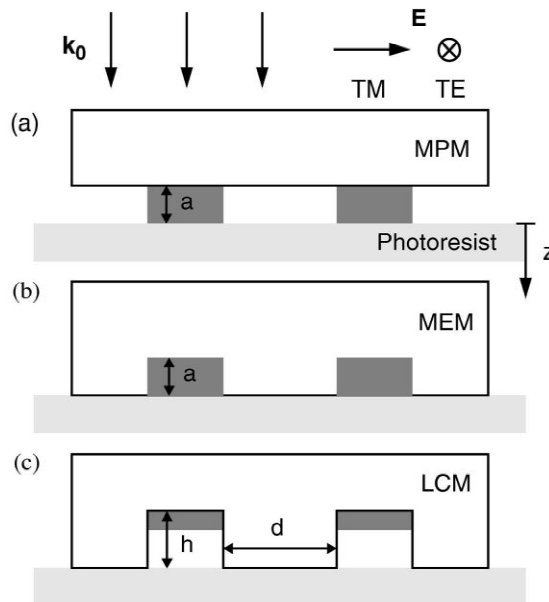 k0 E
TM TE
(a)
MPM
a
Photoresist
z
(b)
MEM
a
(c)
LCM
h d